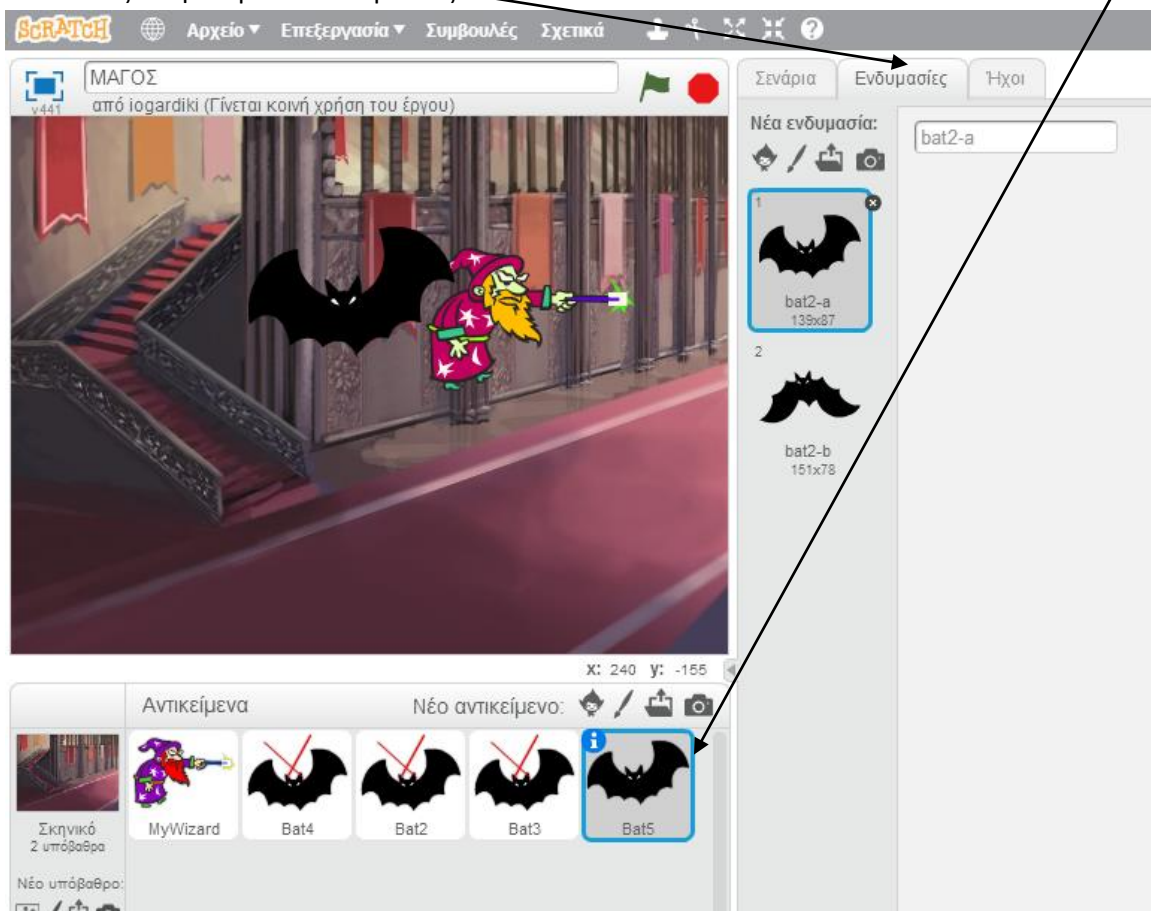 SCRATCH Αρχείο Επεξεργασία Συμβουλές Σχετικά
ΜΑΓΟΣ
v441 από iogardiki (Γίνεται κοινή χρήση του έργου)
Σενάρια Ενδυμασίες Ήχοι
Νέα ενδυμασία:
bat2-a
1
bat2-a
139x87
2
bat2-b
151x78
x: 240 y: -155
Αντικείμενα Νέο αντικείμενο:
MyWizard Bat4 Bat2 Bat3 Bat5
Σκηνικό
2 υπόβαθρα
Νέο υπόβαθρο: